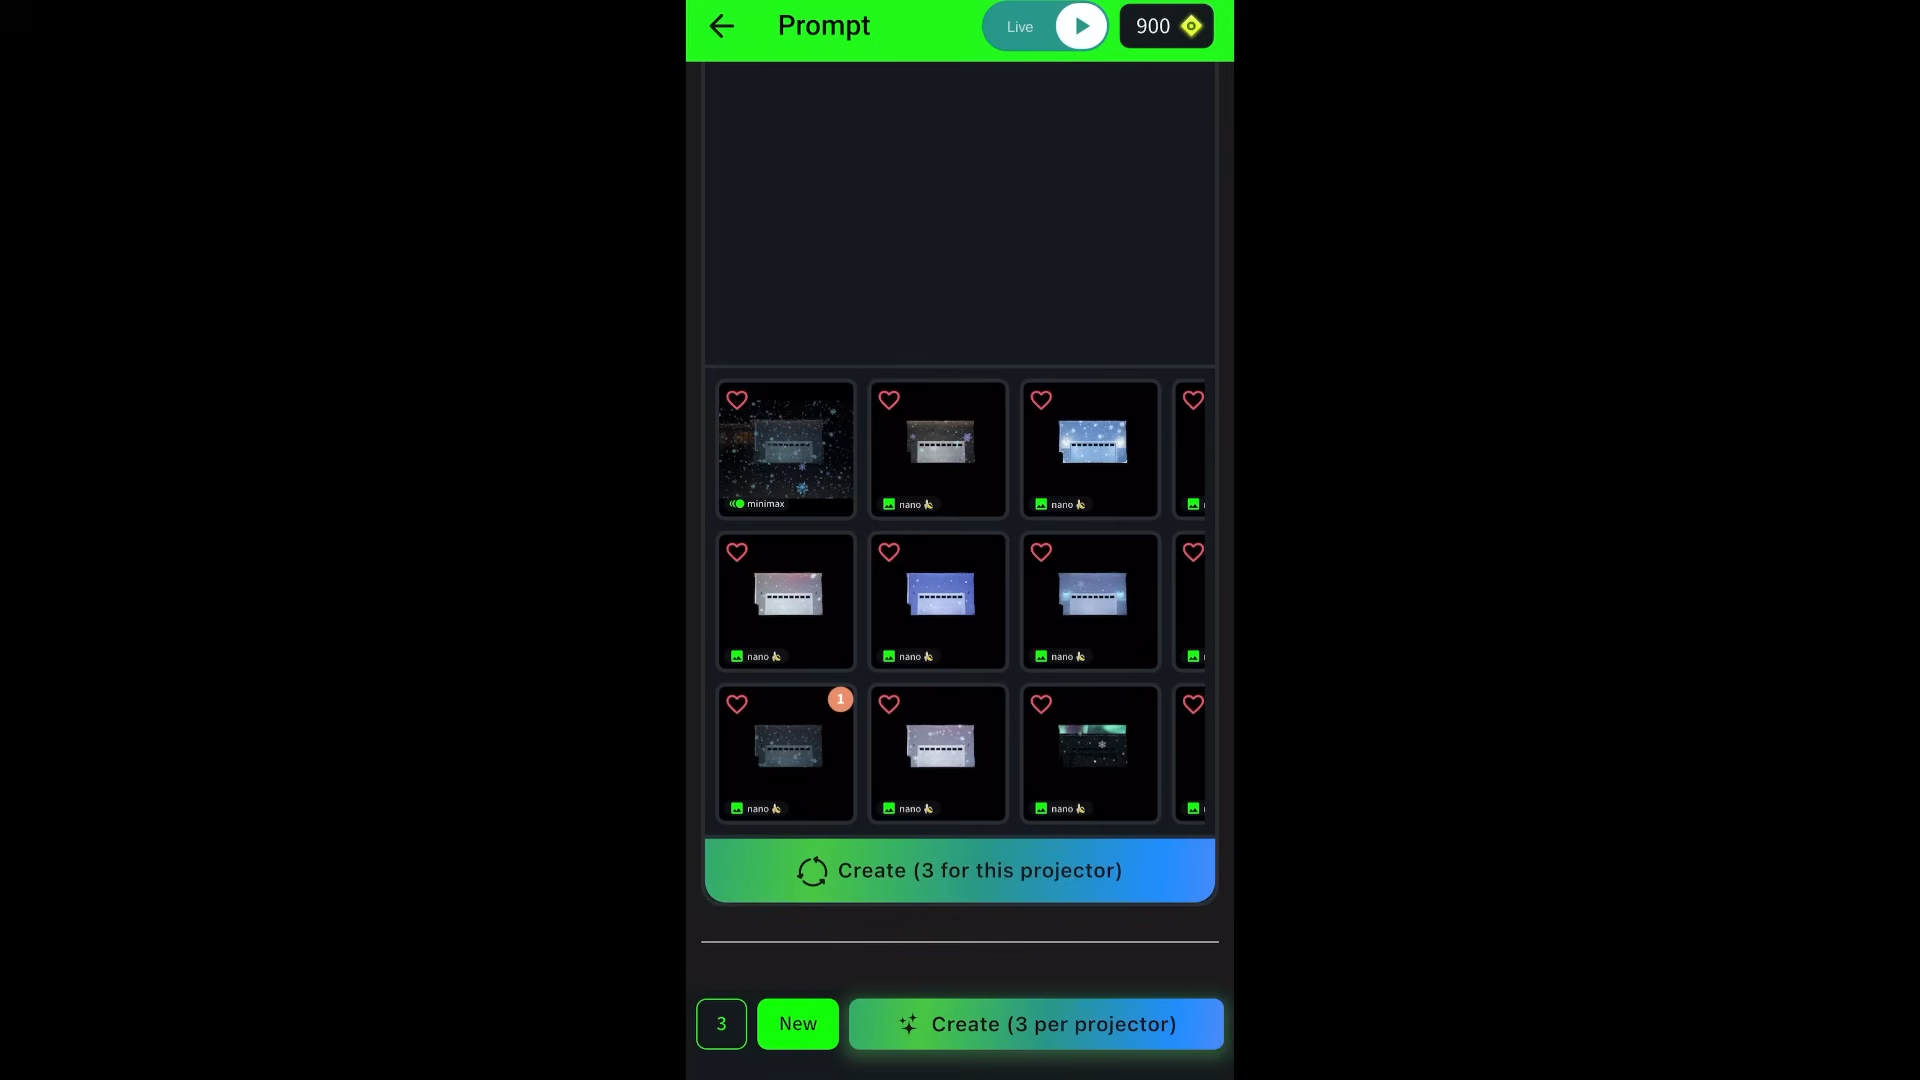 Prompt
Live
900
minimax
nano
nano
nano
nano
nano
1
nano
nano
nano
Create (3 for this projector)
3
New
Create (3 per projector)